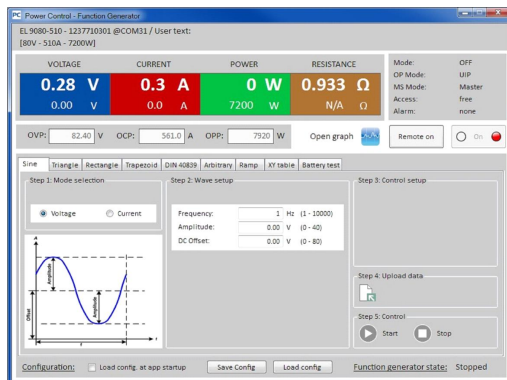 PC Power Control - Function Generator
EL 9080-510 - 1237710301 @COM31 / User text:
[80V - 510A - 7200W]
VOLTAGE CURRENT POWER RESISTANCE
0.28 V 0.3 A 0 W 0.933 Ω
0.00 V 0.0 A 7200 W N/A Ω
Mode: OFF
OP Mode: UIP
MS Mode: Master
Access: free
Alarm: none
OVP: 82.40 V OCP: 561.0 A OPP: 7920 W Open graph Remote on On
Sine Triangle Rectangle Trapezoid DIN 40839 Arbitrary Ramp XY table Battery test
Step 1: Mode selection
Voltage Current
Amplitude
Amplitude
Offset
A
t
f
Step 2: Wave setup
Frequency: 1 Hz (1 - 10000)
Amplitude: 0.00 V (0 - 40)
DC Offset: 0.00 V (0 - 80)
Step 3: Control setup
Step 4: Upload data
Step 5: Control
Start Stop
Configuration: Load config. at app startup Save Config Load config Function generator state: Stopped